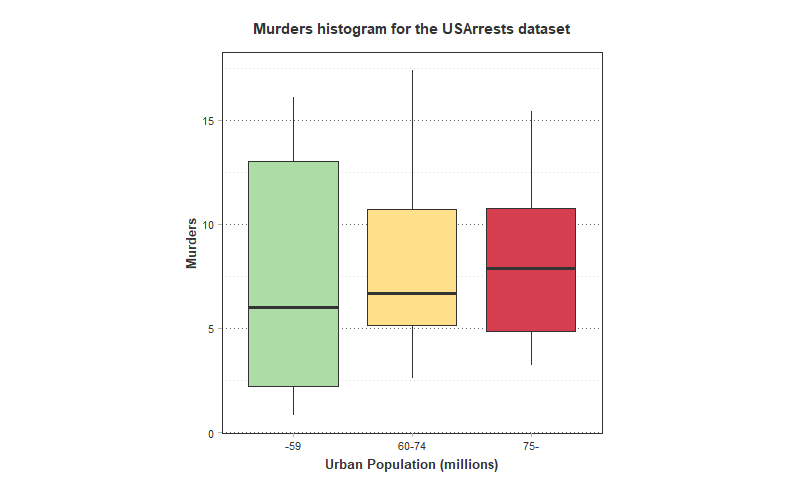 Murders histogram for the USArrests dataset
Murders
15
10
5
0
-59 60-74 75-
Urban Population (millions)